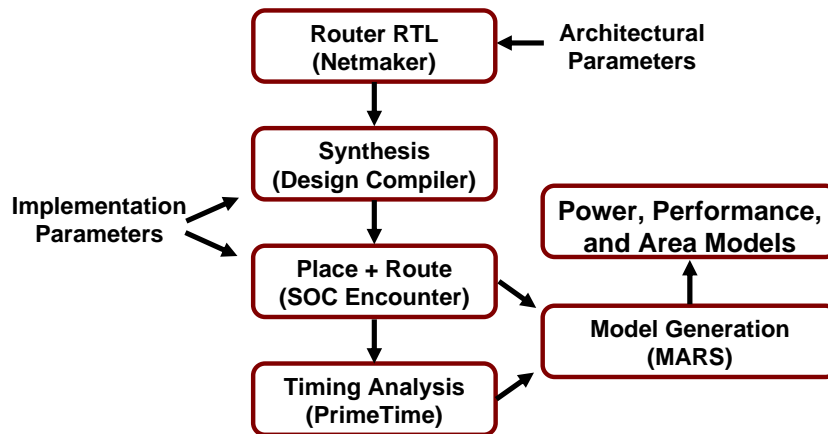 Router RTL
(Netmaker)
Architectural
Parameters
Synthesis
(Design Compiler)
Implementation
Parameters
Power, Performance,
and Area Models
Place + Route
(SOC Encounter)
Model Generation
(MARS)
Timing Analysis
(PrimeTime)